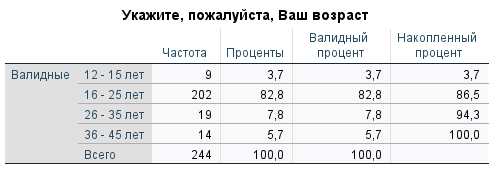 Укажите, пожалуйста, Ваш возраст
Частота Проценты Валидный процент Накопленный процент
Валидные 12 - 15 лет 9 3,7 3,7 3,7
16 - 25 лет 202 82,8 82,8 86,5
26 - 35 лет 19 7,8 7,8 94,3
36 - 45 лет 14 5,7 5,7 100,0
Всего 244 100,0 100,0